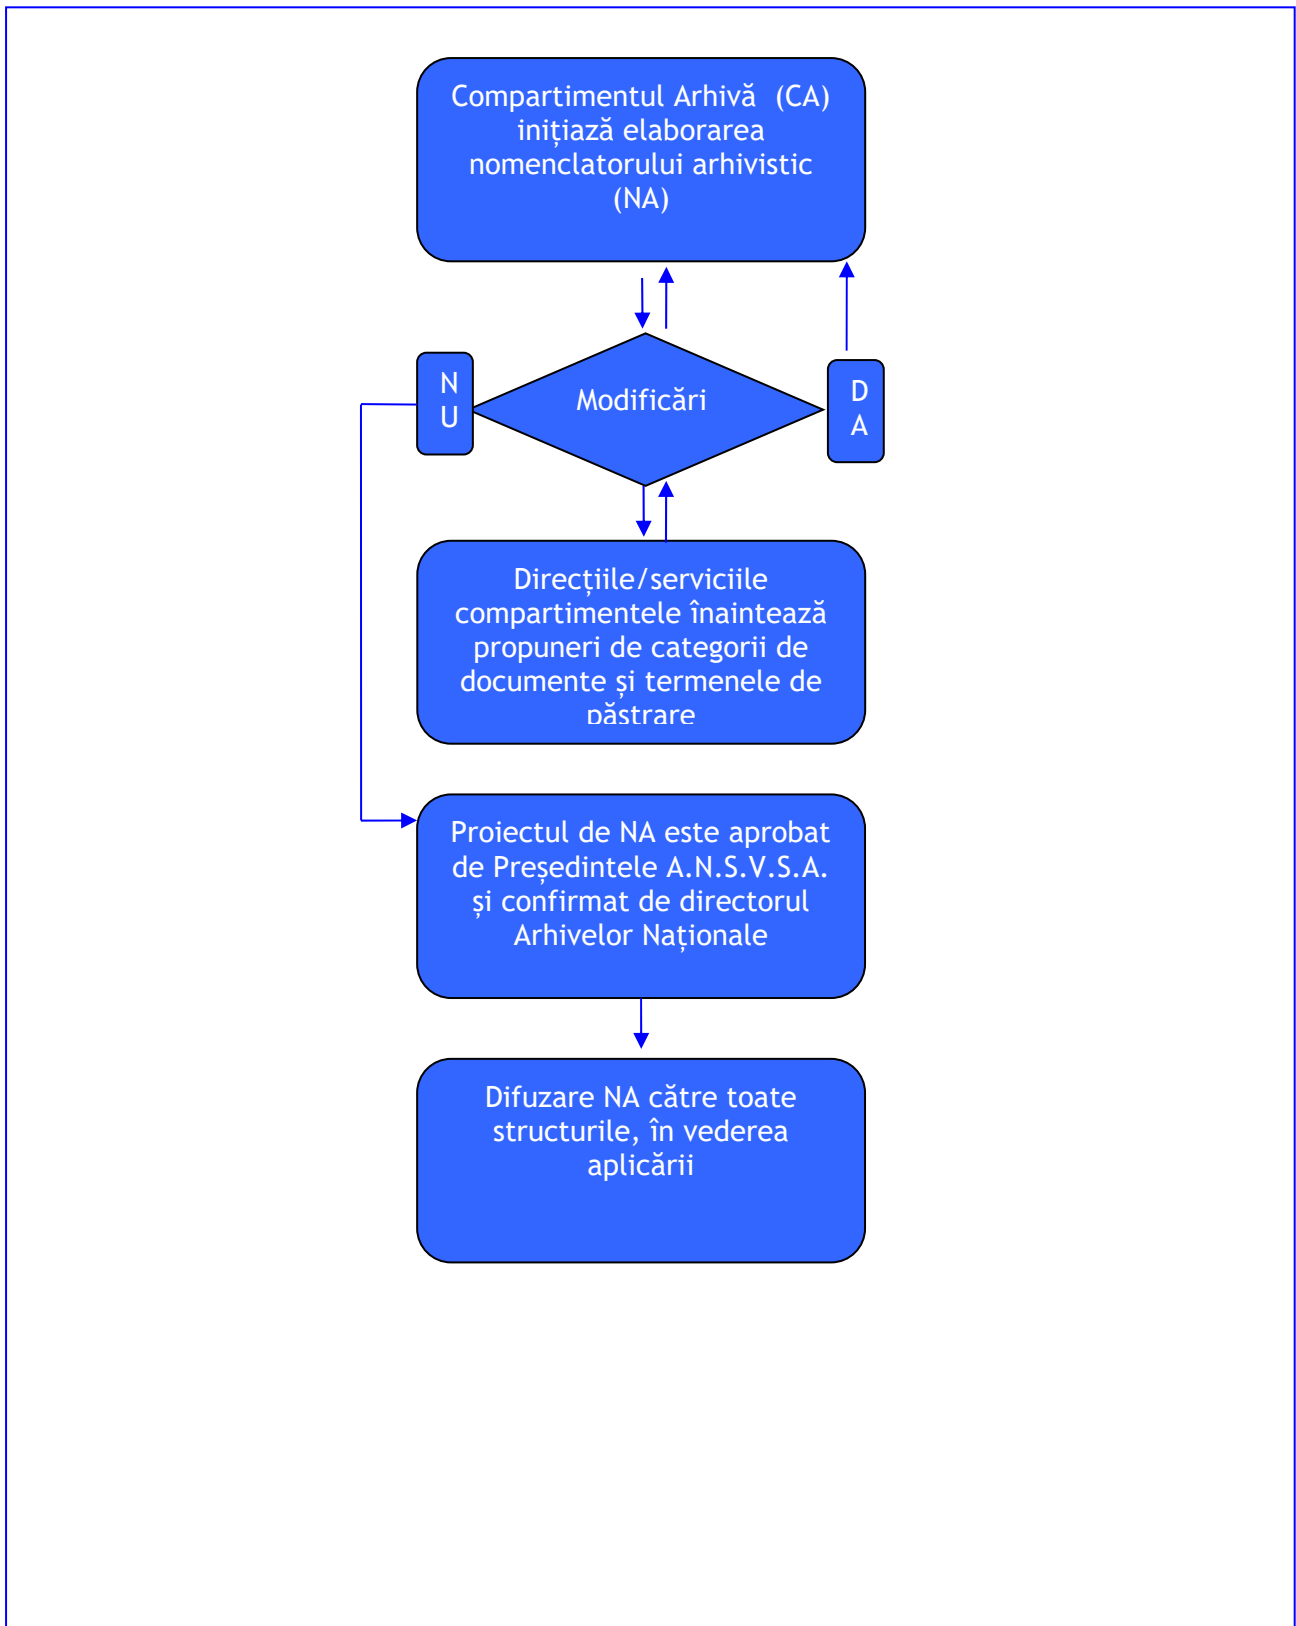 Compartimentul Arhivă (CA)
inițiază elaborarea
nomenclatorului arhivistic
(NA)
N
U
Modificări
D
A
Direcțiile/serviciile
compartimentele înaintează
propuneri de categorii de
documente și termenele de
păstrare
Proiectul de NA este aprobat
de Președintele A.N.S.V.S.A.
și confirmat de directorul
Arhivelor Naționale
Difuzare NA către toate
structurile, în vederea
aplicării